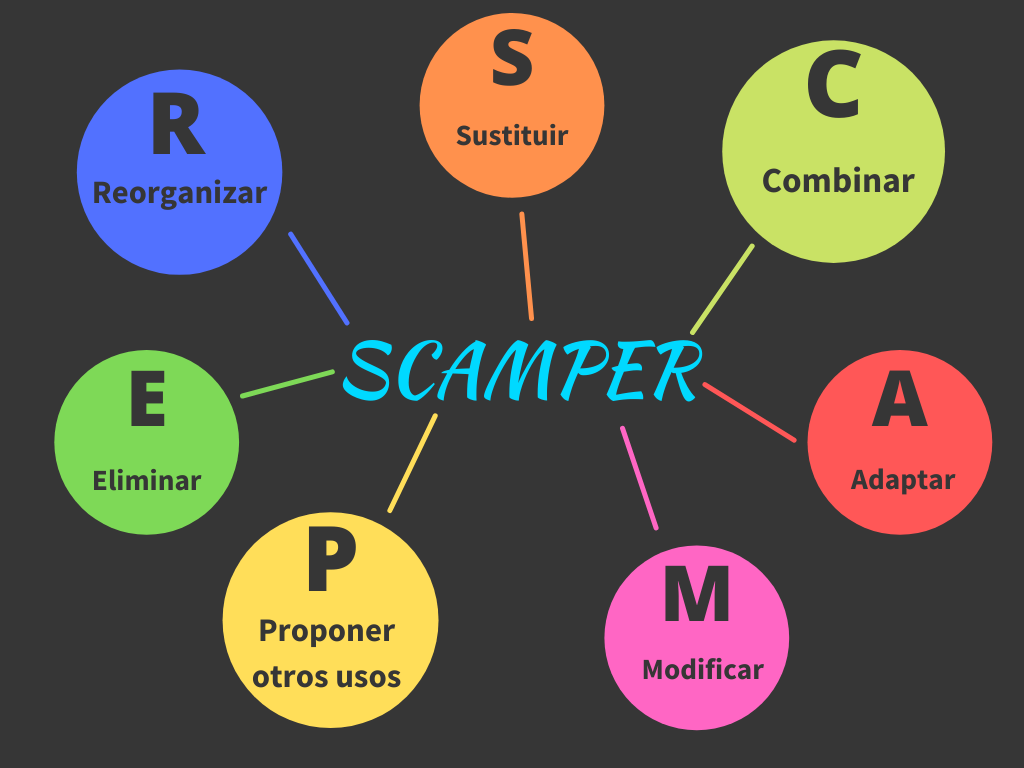 S
Sustituir
C
Combinar
R
Reorganizar
SCAMPER
E
Eliminar
A
Adaptar
P
Proponer
otros usos
M
Modificar